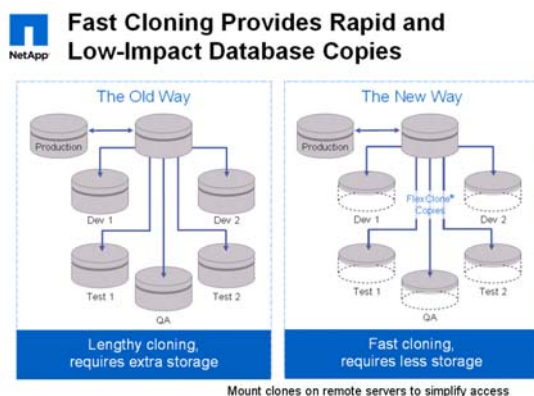 NetApp
Fast Cloning Provides Rapid and
Low-Impact Database Copies
The Old Way
Production
Dev 1
Dev 2
Test 1
Test 2
QA
Lengthy cloning,
requires extra storage
The New Way
Production
Dev 1
FlexClone®
Copies
Dev 2
Test 1
Test 2
QA
Fast cloning,
requires less storage
Mount clones on remote servers to simplify access